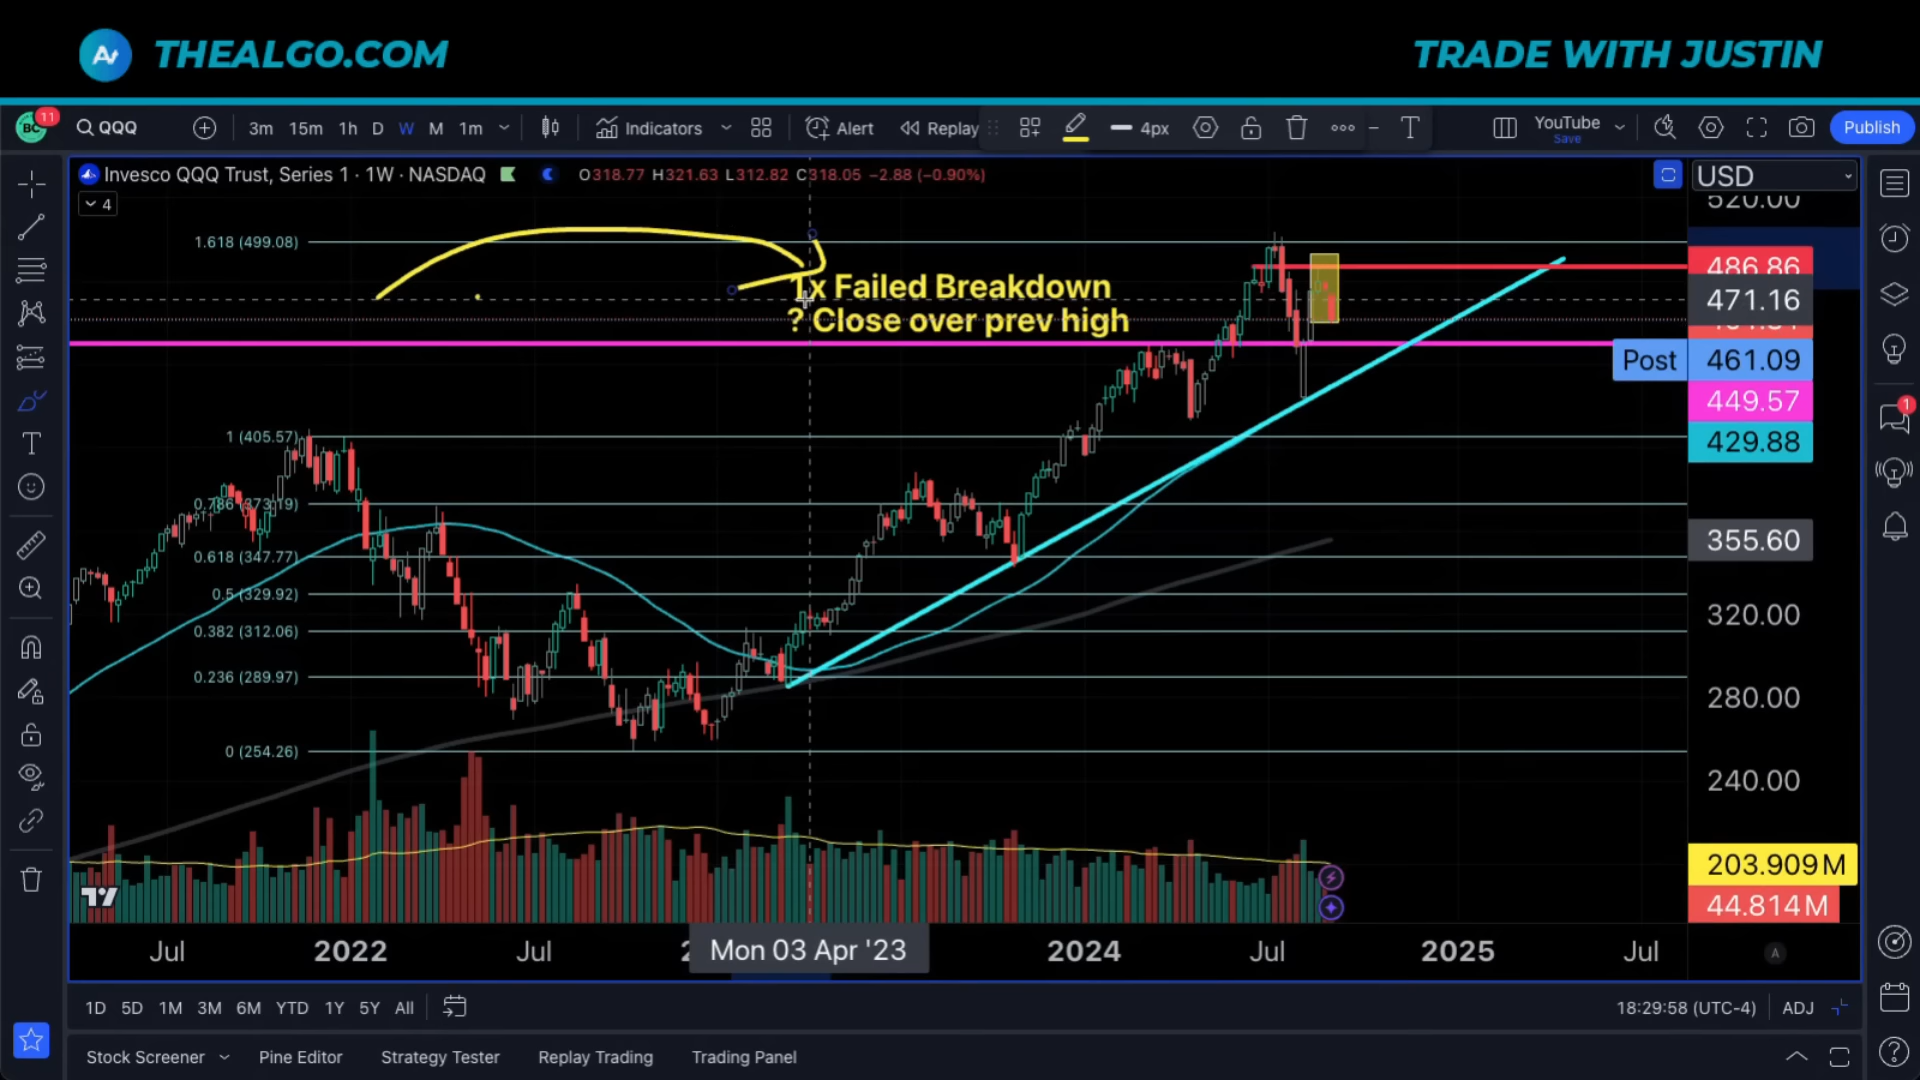 THEALGO.COM
TRADE WITH JUSTIN
11
QQQ
3m 15m 1h D W M 1m
Indicators
Alert
Replay
4px
YouTube
Save
Publish
Invesco QQQ Trust, Series 1 · 1W · NASDAQ
O318.77 H321.63 L312.82 C318.05 −2.88 (−0.90%)
USD
4
520.00
1.618 (499.08)
1x Failed Breakdown
? Close over prev high
486.86
471.16
Post 461.09
449.57
429.88
1 (405.57)
0.786 (373.19)
0.618 (347.77)
0.5 (329.92)
0.382 (312.06)
0.236 (289.97)
0 (254.26)
355.60
320.00
280.00
240.00
203.909M
44.814M
1
Jul 2022 Jul Mon 03 Apr '23 2024 Jul 2025 Jul
A
1D 5D 1M 3M 6M YTD 1Y 5Y All
18:29:58 (UTC-4) ADJ
Stock Screener Pine Editor Strategy Tester Replay Trading Trading Panel